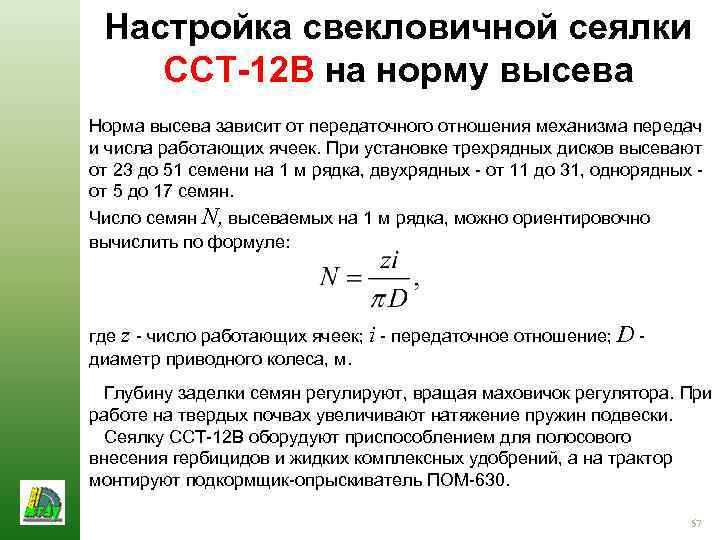 Настройка свекловичной сеялки
ССТ-12В на норму высева
Норма высева зависит от передаточного отношения механизма передач
и числа работающих ячеек. При установке трехрядных дисков высевают
от 23 до 51 семени на 1 м рядка, двухрядных - от 11 до 31, однорядных -
от 5 до 17 семян.
Число семян N, высеваемых на 1 м рядка, можно ориентировочно
вычислить по формуле:
N = zi / πD,
где z - число работающих ячеек; i - передаточное отношение; D -
диаметр приводного колеса, м.
Глубину заделки семян регулируют, вращая маховичок регулятора. При
работе на твердых почвах увеличивают натяжение пружин подвески.
Сеялку ССТ-12В оборудуют приспособлением для полосового
внесения гербицидов и жидких комплексных удобрений, а на трактор
монтируют подкормщик-опрыскиватель ПОМ-630.
57